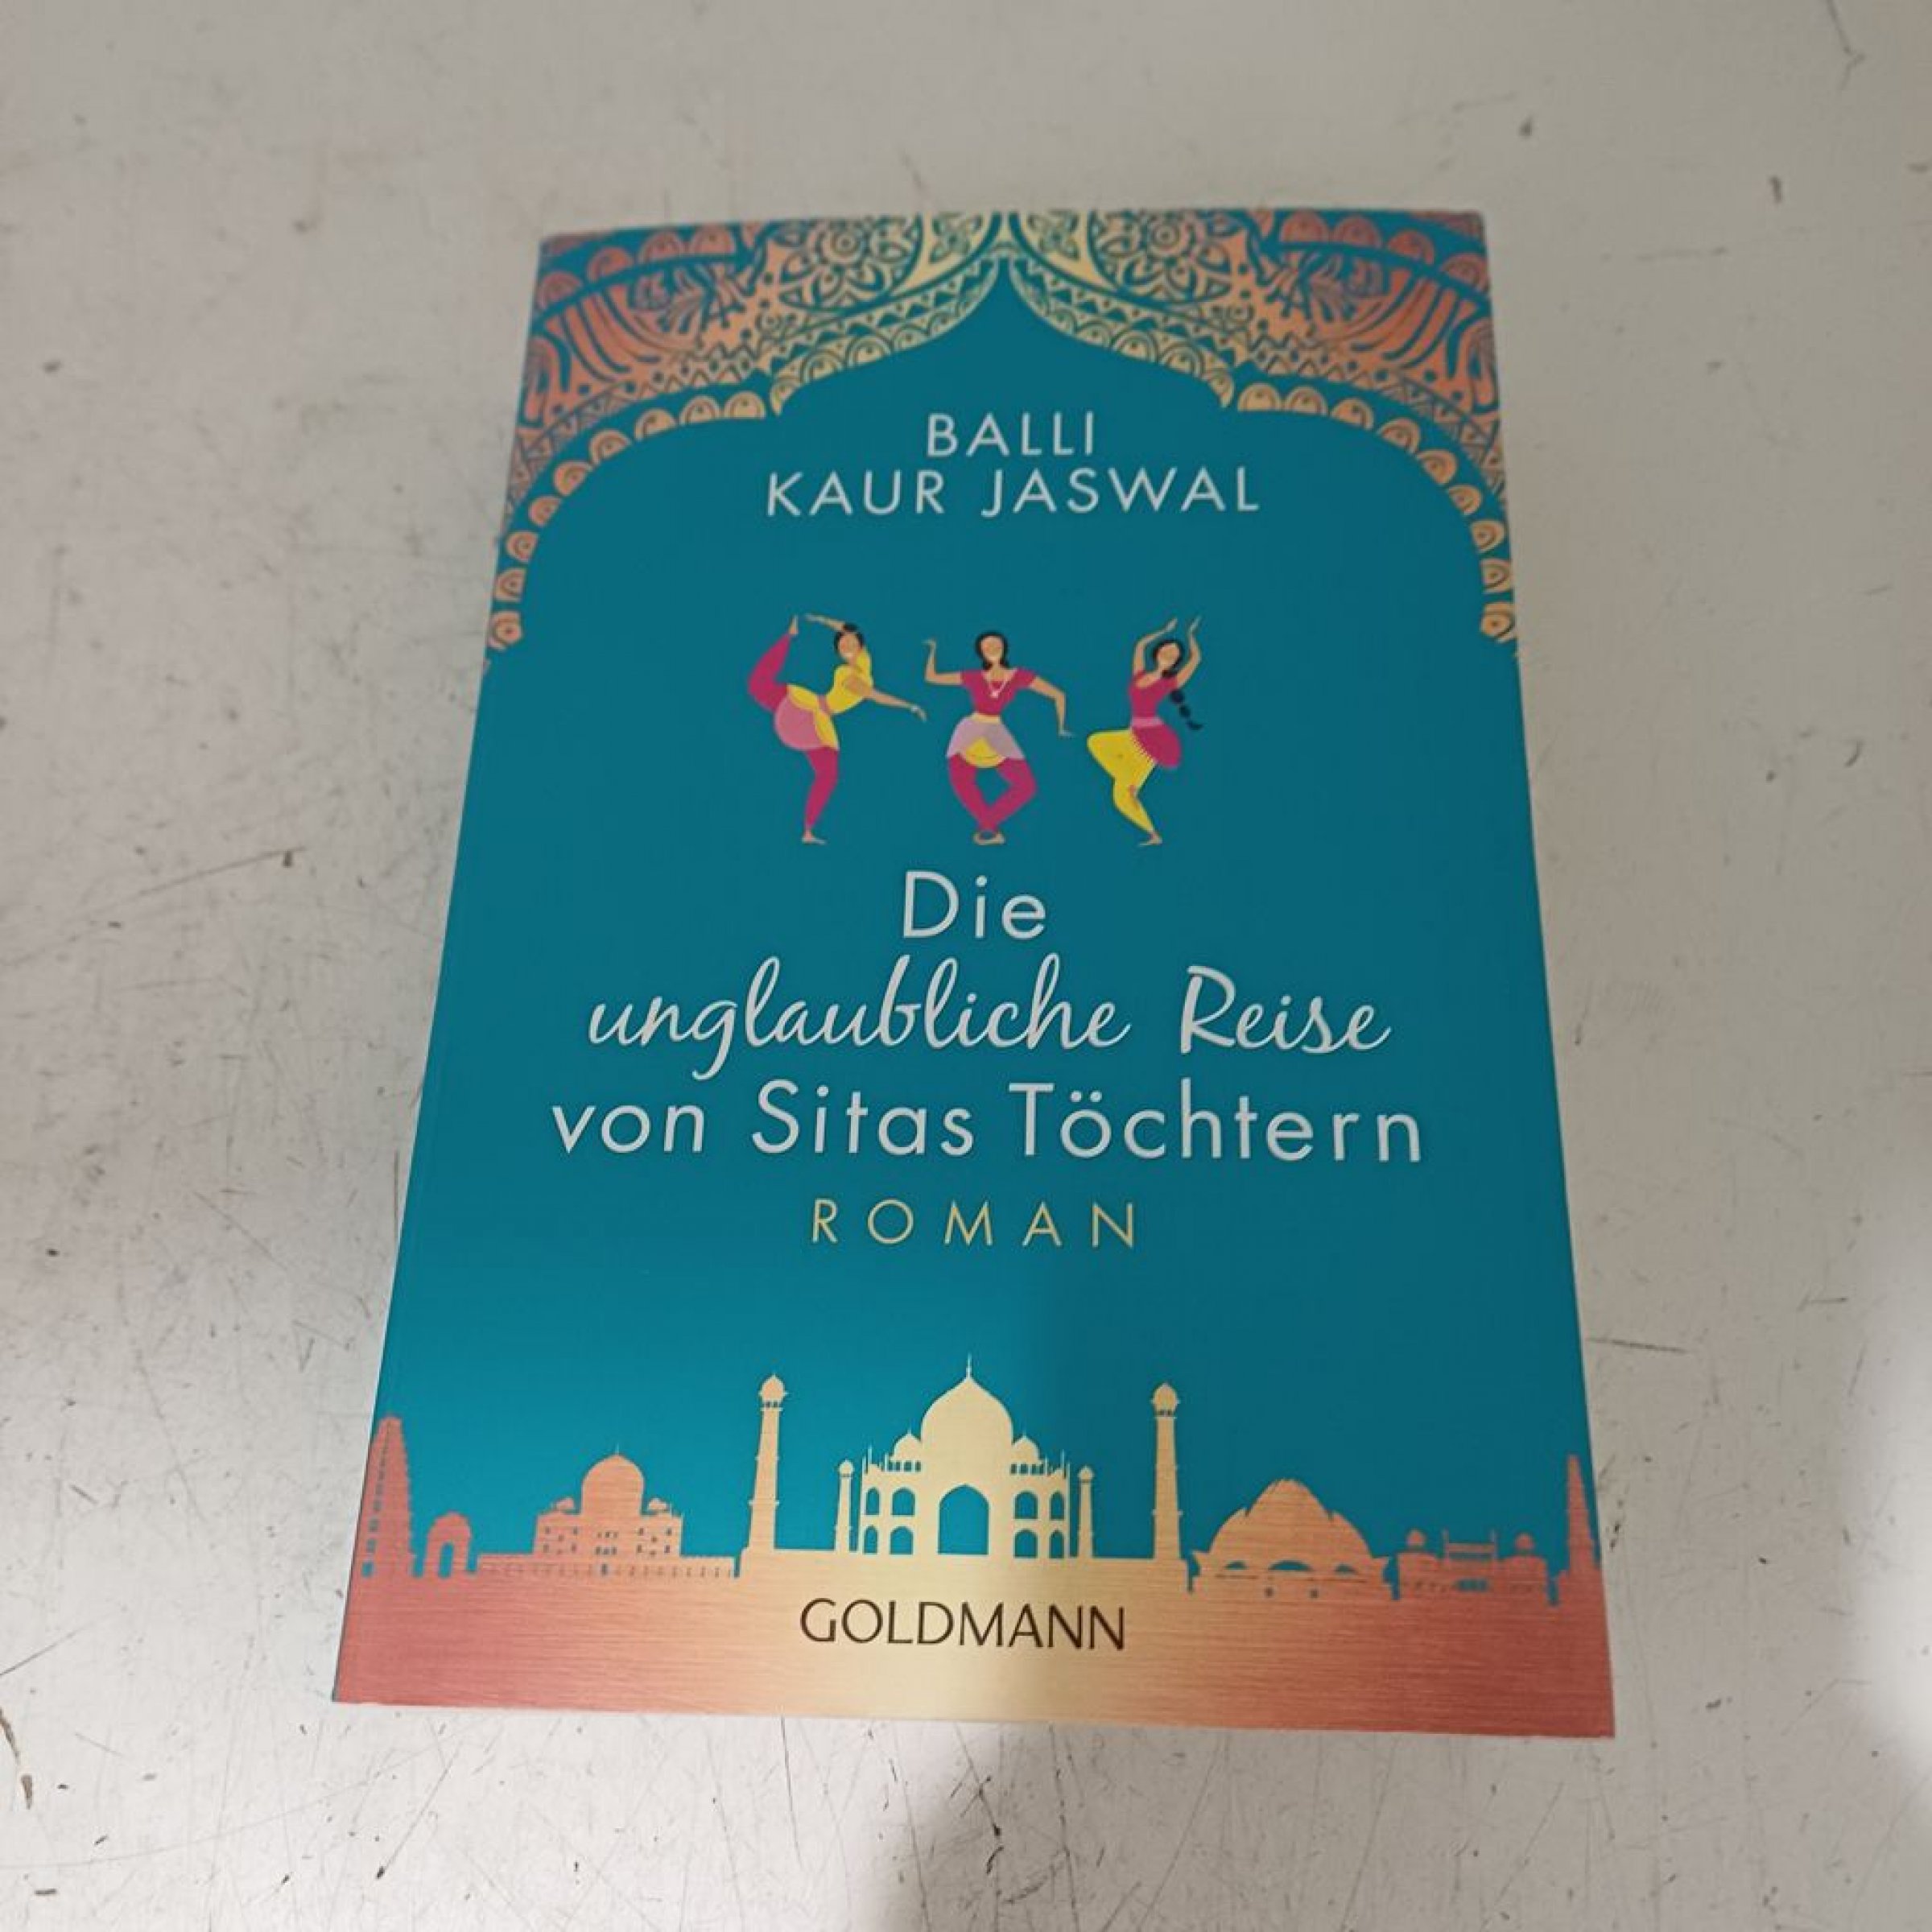 BALLI
KAUR JASWAL
Die
unglaubliche Reise
von Sitas Töchtern
ROMAN
GOLDMANN